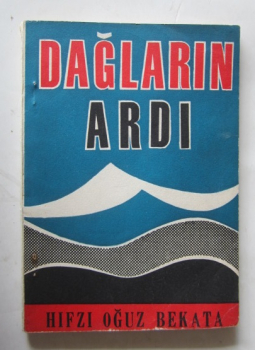 DAĞLARIN
ARDI
HIFZI OĞUZ BEKATA